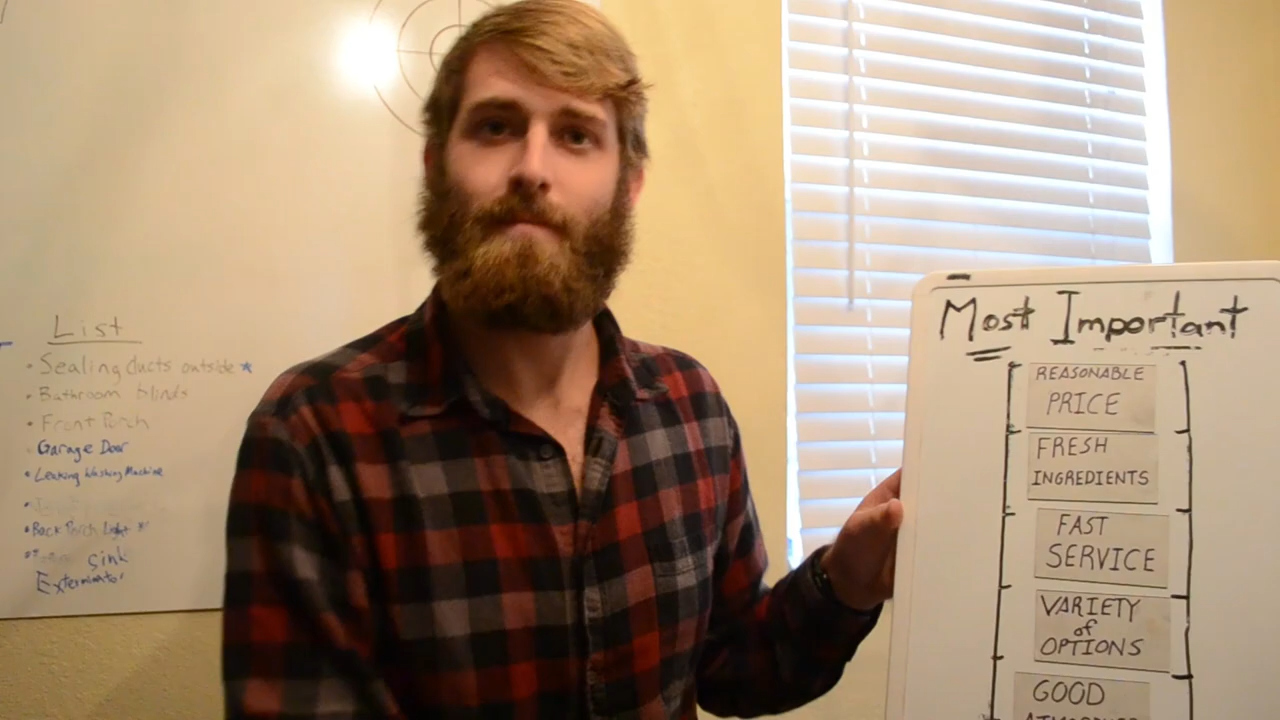 List
• Sealing ducts outside *
• Bathroom blinds
• Front Porch
• Garage Door
• Leaking Washing Machine
• Back Porch Light *
sink
Exterminator
Most Important
REASONABLE
PRICE
FRESH
INGREDIENTS
FAST
SERVICE
VARIETY
of
OPTIONS
GOOD